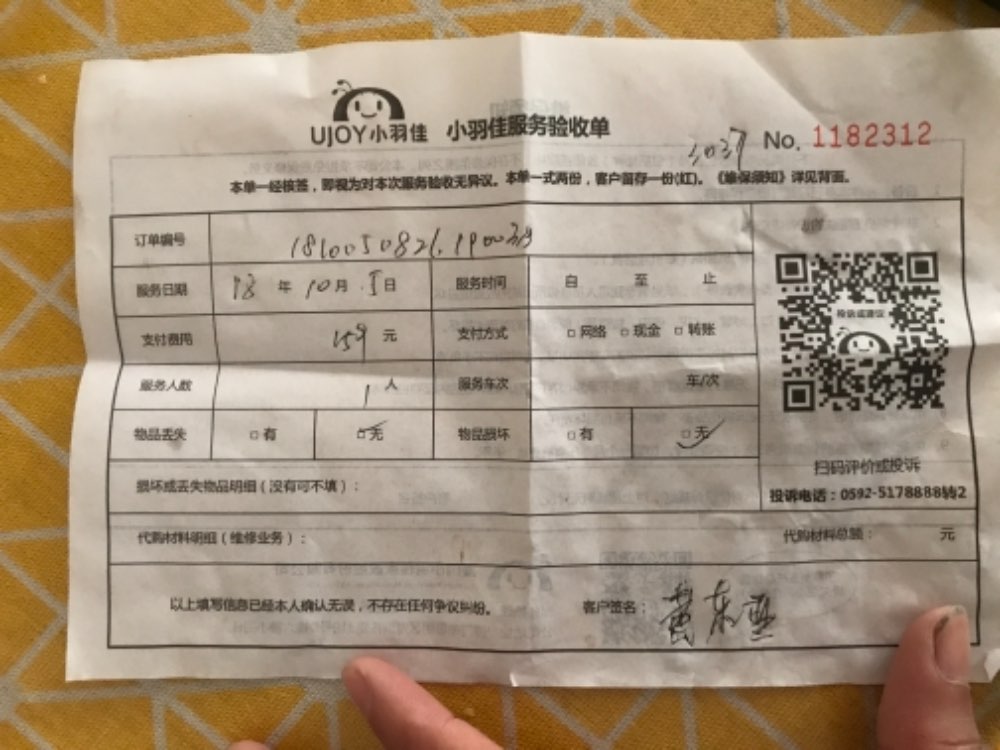 UJOY小羽佳 小羽佳服务验收单
3037 No. 1182312
本单一经核签，即视为对本次服务验收无异议。本单一式两份，客户留存一份(红)。《维保须知》详见背面。
订单编号
服务日期 18 年 10 月 5 日 服务时间 自 至 止
支付费用 159 元 支付方式 □网络 □现金 □转账
服务人数 1 人 服务车次 车/次
物品丢失 □有 □无 物品损坏 □有 □无
投诉或建议
扫码评价或投诉
投诉电话：0592-5178888转2
损坏或丢失物品明细（没有可不填）：
代购材料明细（维修业务）： 代购材料总额： 元
以上填写信息已经本人确认无误，不存在任何争议纠纷。 客户签名：